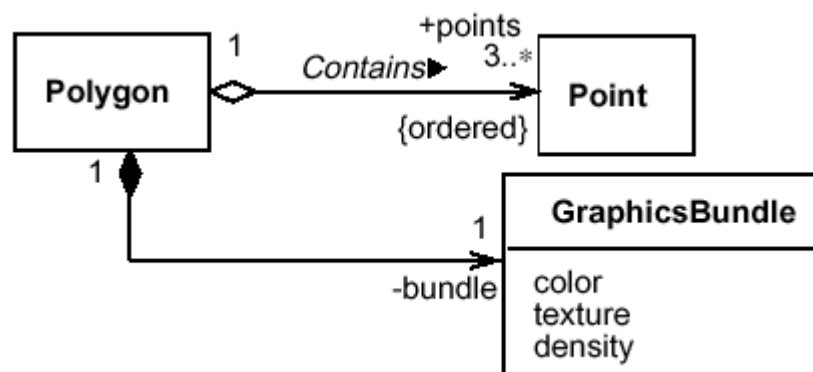 +points
1
3..*
Contains▶
Polygon
Point
{ordered}
1
GraphicsBundle
1
-bundle
color
texture
density